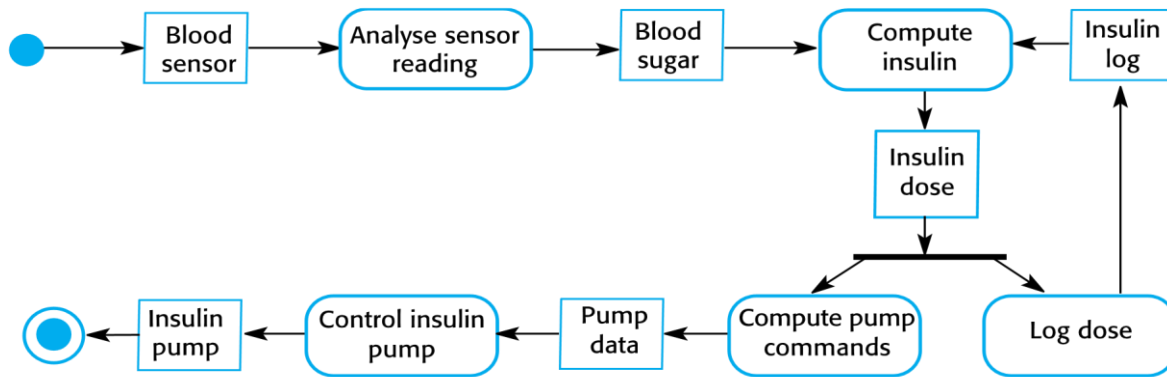 Blood
sensor
Analyse sensor
reading
Blood
sugar
Compute
insulin
Insulin
log
Insulin
dose
Insulin
pump
Control insulin
pump
Pump
data
Compute pump
commands
Log dose